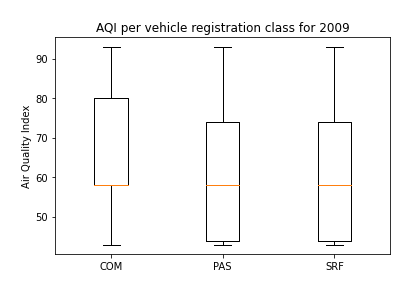 AQI per vehicle registration class for 2009
Air Quality Index
90
80
70
60
50
COM PAS SRF